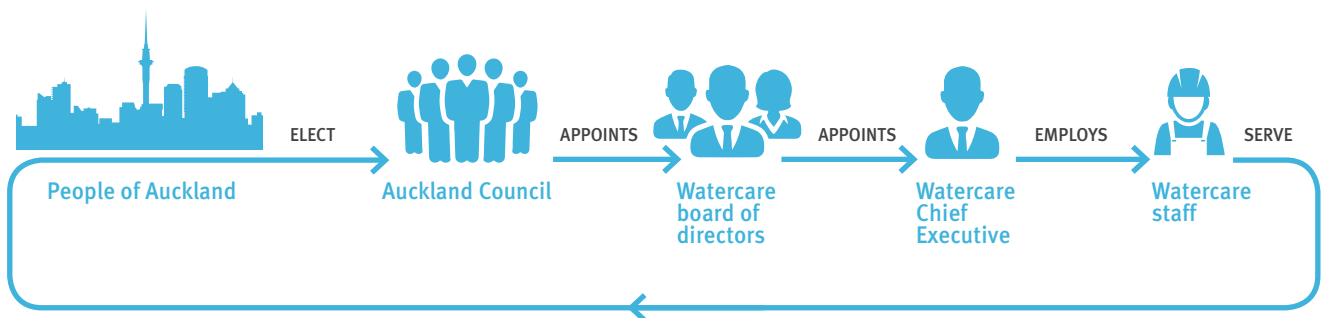 ELECT
APPOINTS
APPOINTS
EMPLOYS
SERVE
People of Auckland
Auckland Council
Watercare
board of
directors
Watercare
Chief
Executive
Watercare
staff